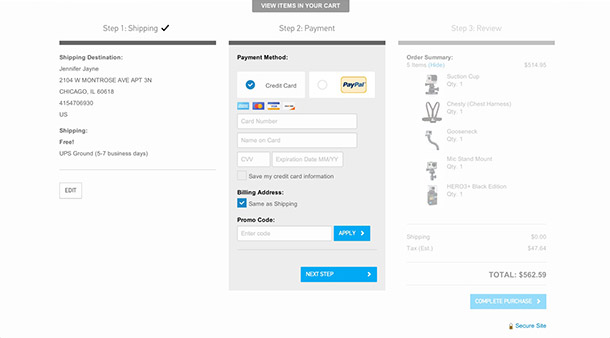 VIEW ITEMS IN YOUR CART
Step 1: Shipping
Shipping Destination:
Jennifer Jayne
2104 W MONTROSE AVE APT 3N
CHICAGO, IL 60618
4154706930
US
Shipping:
Free!
UPS Ground (5-7 business days)
EDIT
Step 2: Payment
Payment Method:
Credit Card
PayPal
Card Number
Name on Card
CVV
Expiration Date MM/YY
Save my credit card information
Billing Address:
Same as Shipping
Promo Code:
Enter code
APPLY
NEXT STEP
Step 3: Review
Order Summary:
5 items (Hide) $514.95
Suction Cup
Qty. 1
Chesty (Chest Harness)
Qty. 1
Gooseneck
Qty. 1
Mic Stand Mount
Qty. 1
HERO3+ Black Edition
Qty. 1
Shipping $0.00
Tax (Est.) $47.64
TOTAL: $562.59
COMPLETE PURCHASE
Secure Site